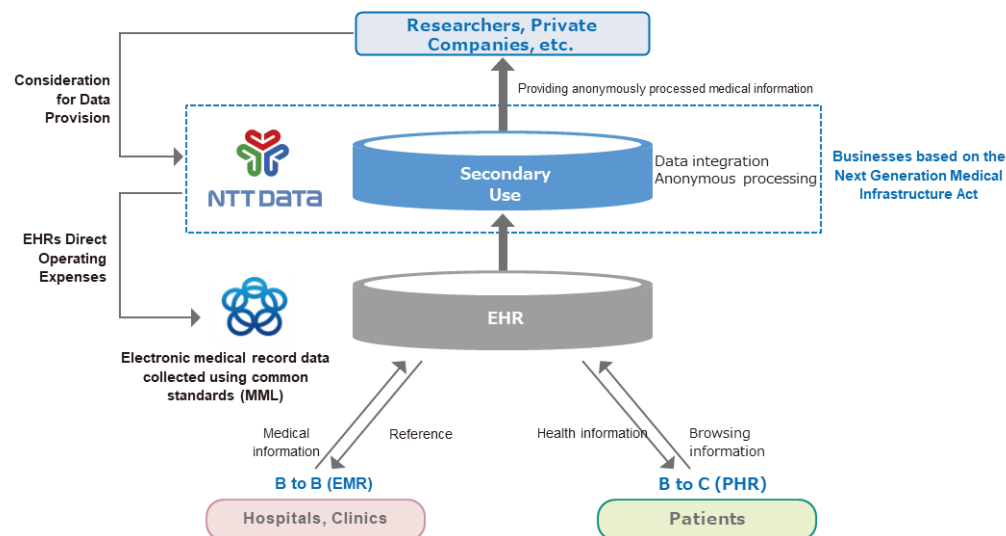 Researchers, Private
Companies, etc.
Consideration
for Data
Provision
Providing anonymously processed medical information
NTT DATA
Secondary
Use
Data integration
Anonymous processing
Businesses based on the
Next Generation Medical
Infrastructure Act
EHRs Direct
Operating
Expenses
EHR
Electronic medical record data
collected using common
standards (MML)
Medical
information
Reference
Health information
Browsing
information
B to B (EMR)
B to C (PHR)
Hospitals, Clinics
Patients